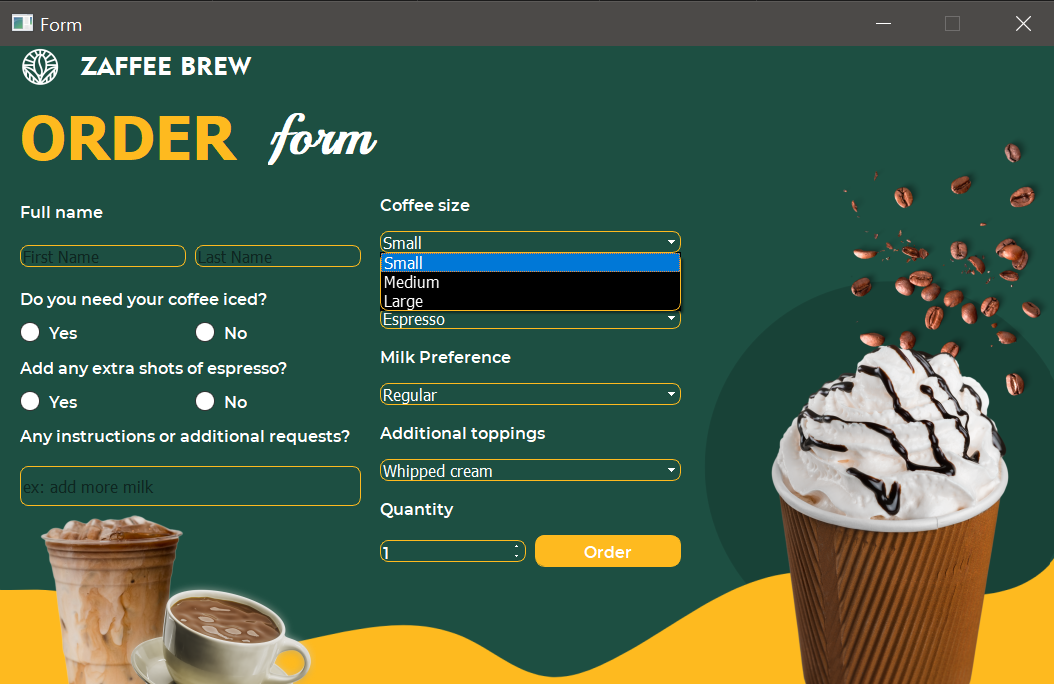 Form
ZAFFEE BREW
ORDER form
Full name
First Name
Last Name
Do you need your coffee iced?
Yes
No
Add any extra shots of espresso?
Yes
No
Any instructions or additional requests?
ex: add more milk
Coffee size
Small
Small
Medium
Large
Espresso
Milk Preference
Regular
Additional toppings
Whipped cream
Quantity
1
Order